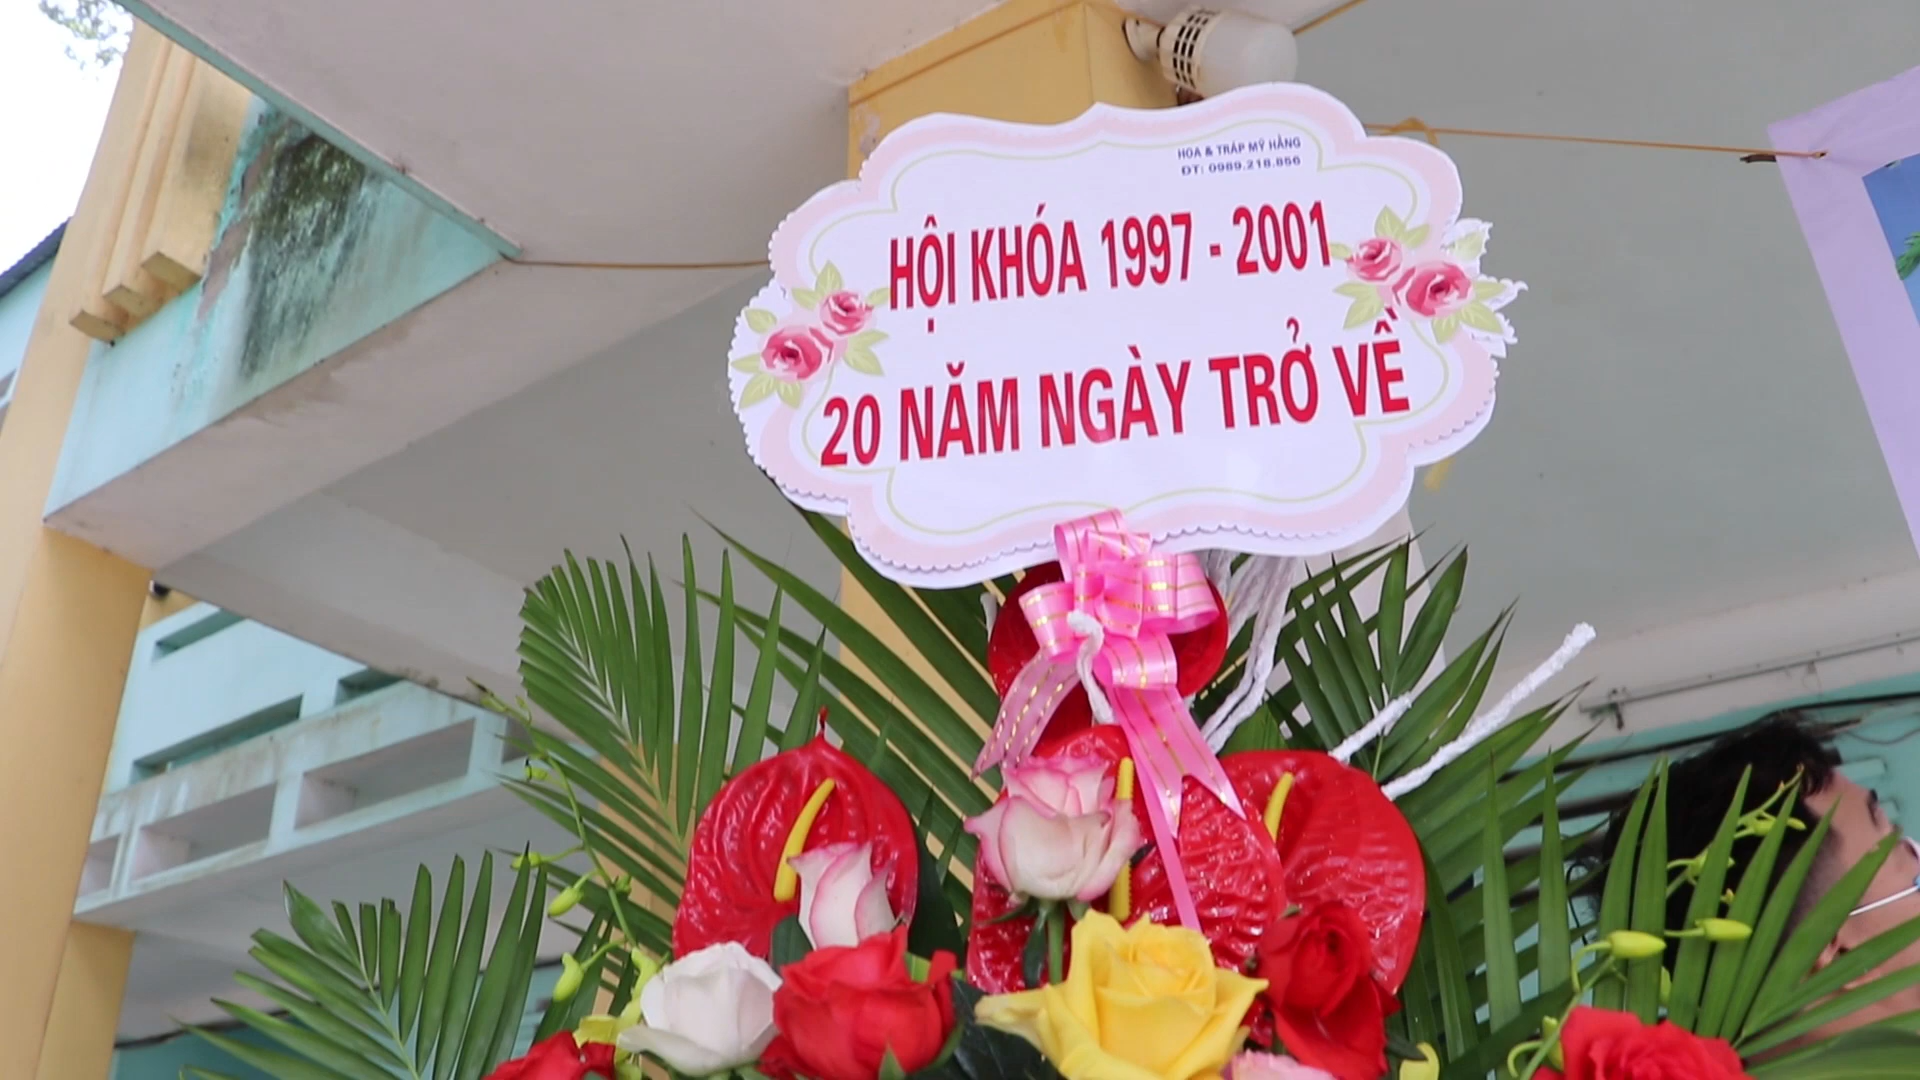 HOA & TRÁP MỸ HẰNG
ĐT: 0989.218.856
HỘI KHÓA 1997 - 2001
20 NĂM NGÀY TRỞ VỀ